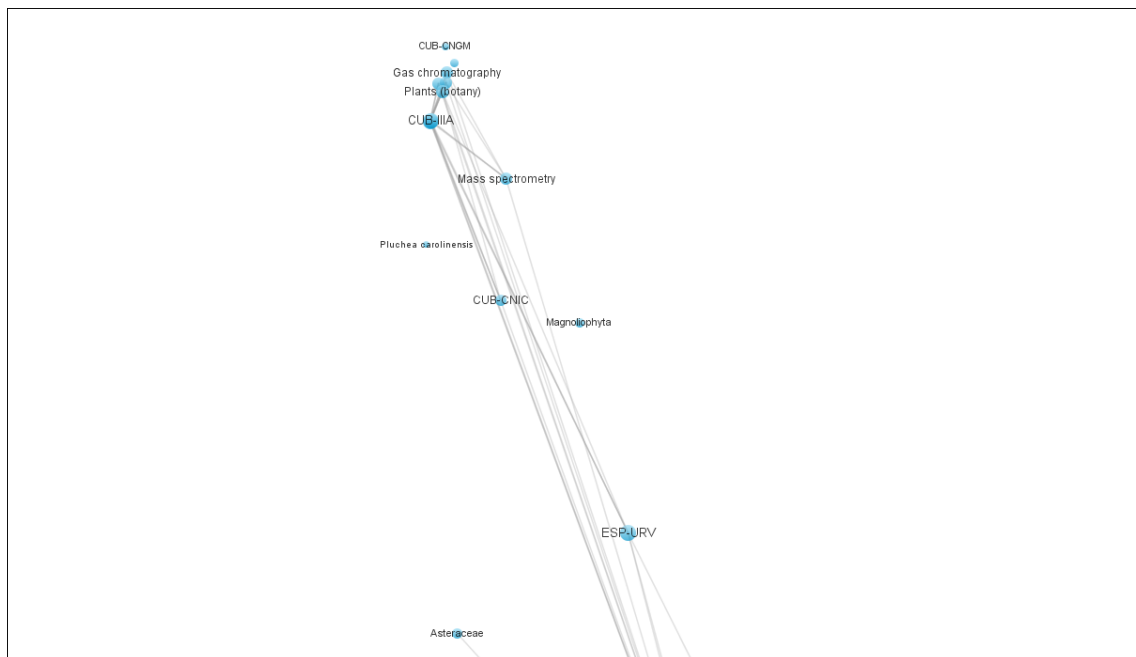 CUB-CNGM
Gas chromatography
Plants (botany)
CUB-IIIA
Mass spectrometry
Pluchea carolinensis
CUB-CNIC
Magnoliophyta
ESP-URV
Asteraceae